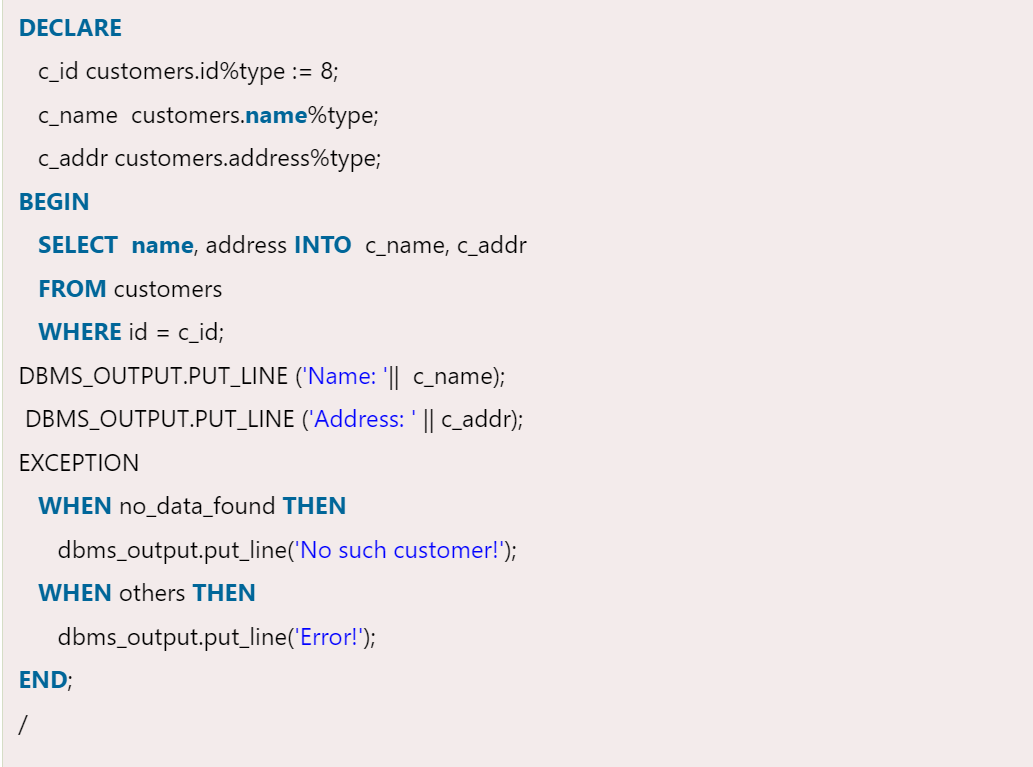 DECLARE
c_id customers.id%type := 8;
c_name  customers.name%type;
c_addr customers.address%type;
BEGIN
SELECT  name, address INTO  c_name, c_addr
FROM customers
WHERE id = c_id;
DBMS_OUTPUT.PUT_LINE ('Name: '||  c_name);
DBMS_OUTPUT.PUT_LINE ('Address: ' || c_addr);
EXCEPTION
WHEN no_data_found THEN
dbms_output.put_line('No such customer!');
WHEN others THEN
dbms_output.put_line('Error!');
END;
/